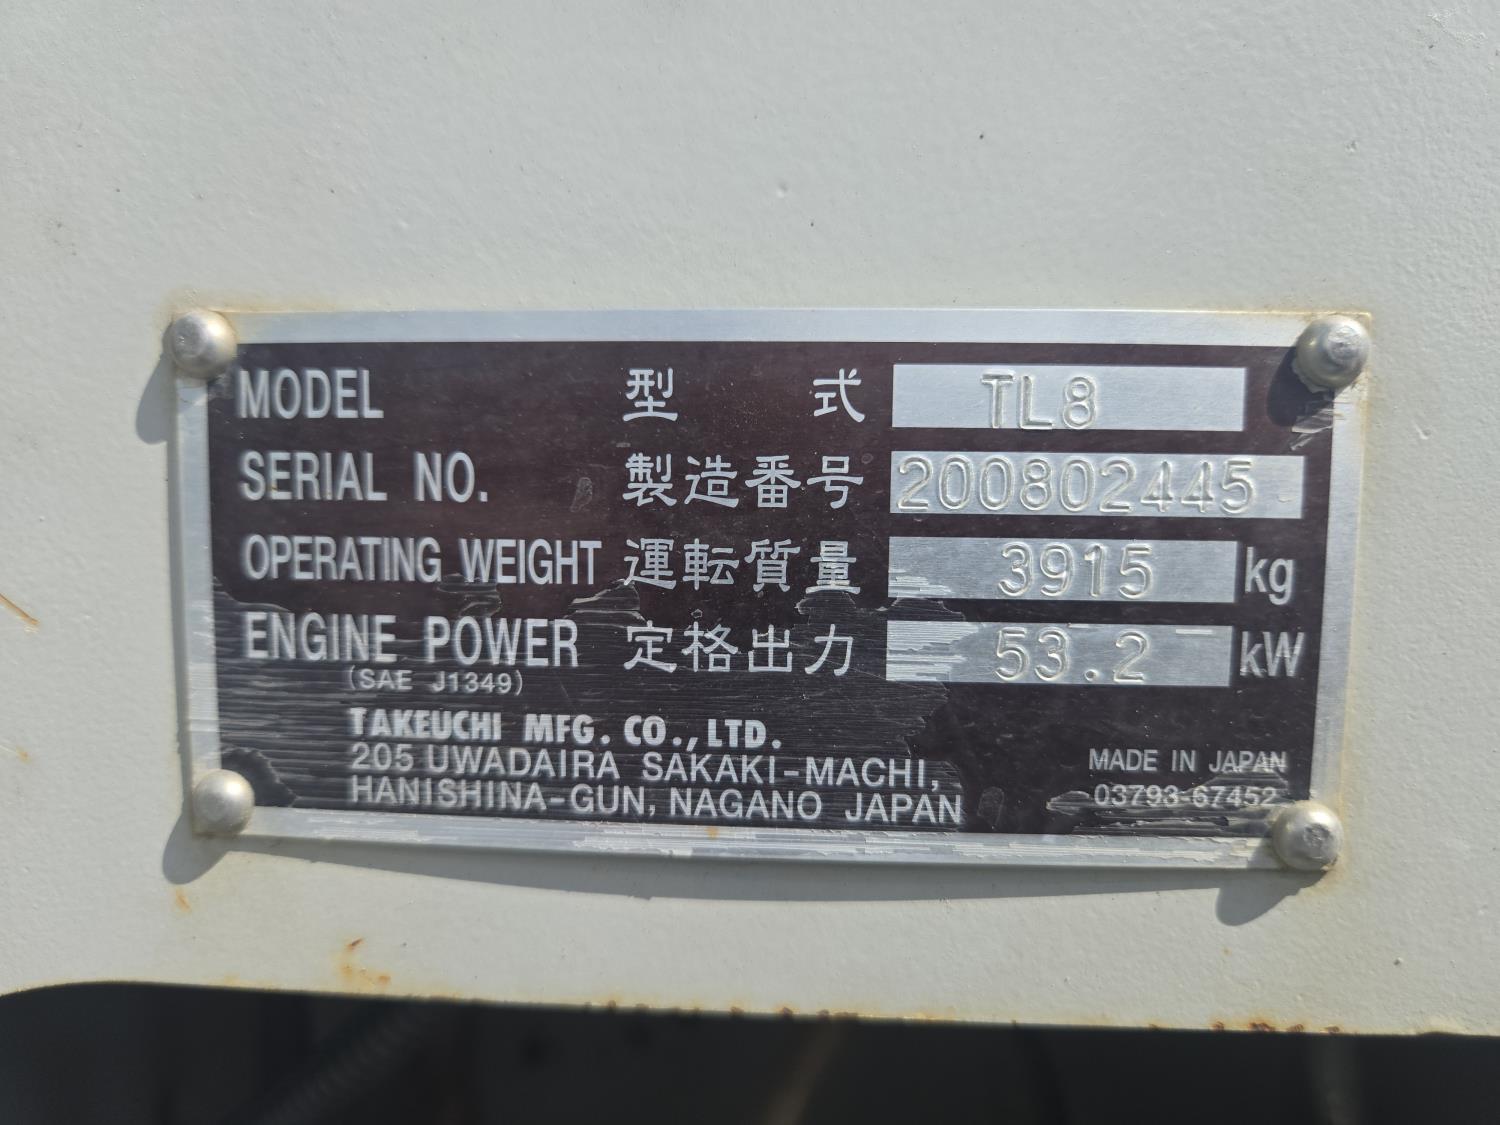 MODEL 型式 TL8
SERIAL NO. 製造番号 200802445
OPERATING WEIGHT 運転質量 3915 kg
ENGINE POWER 定格出力 53.2 kW
(SAE J1349)
TAKEUCHI MFG. CO., LTD.
205 UWADAIRA SAKAKI-MACHI,
HANISHINA-GUN, NAGANO JAPAN
MADE IN JAPAN
03793-67452